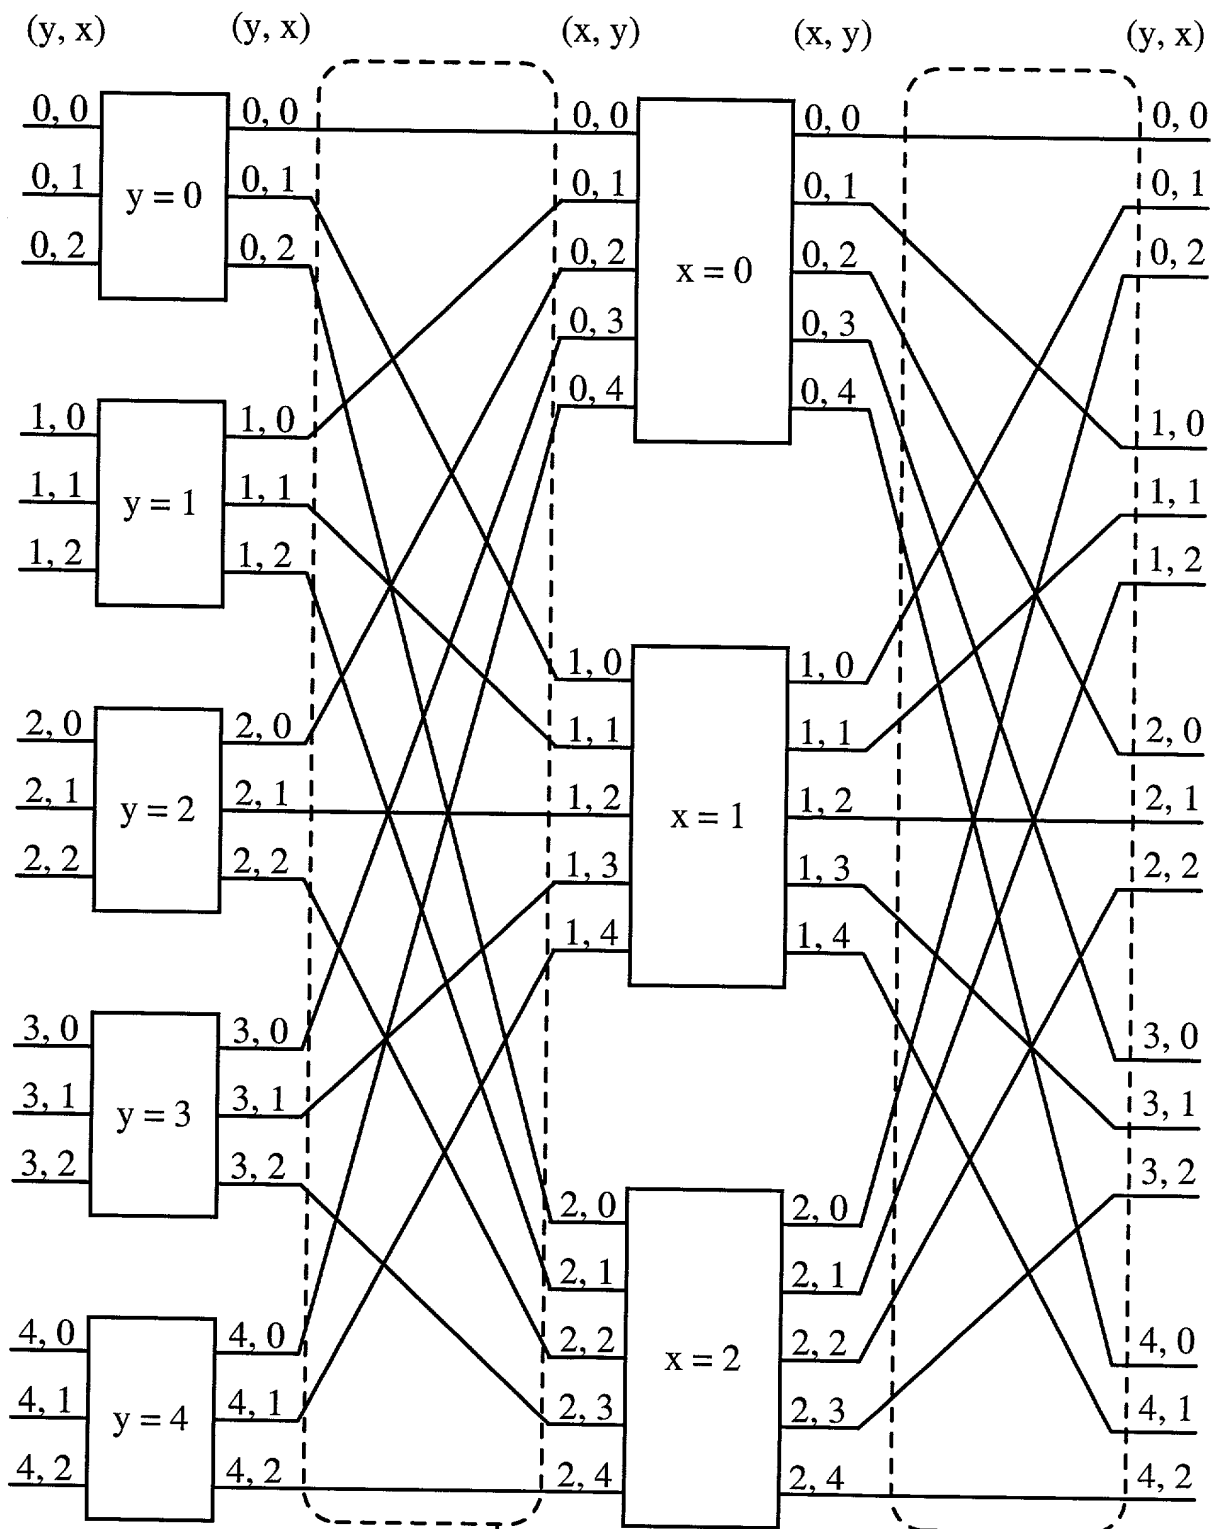 (y, x) (y, x) (x, y) (x, y) (y, x)
0, 0 0, 0 0, 0 0, 0 0, 0
0, 1 y = 0 0, 1 0, 1 0, 1 0, 1
0, 2 0, 2 0, 2 x = 0 0, 2 0, 2
0, 3 0, 3
0, 4 0, 4
1, 0 1, 0 1, 0
1, 1 y = 1 1, 1 1, 1
1, 2 1, 2 1, 2
1, 0 1, 0
2, 0 2, 0 1, 1 1, 1 2, 0
2, 1 y = 2 2, 1 1, 2 x = 1 1, 2 2, 1
2, 2 2, 2 1, 3 1, 3 2, 2
1, 4 1, 4
3, 0 3, 0 3, 0
3, 1 y = 3 3, 1 3, 1
3, 2 3, 2 3, 2
2, 0 2, 0
2, 1 2, 1
4, 0 4, 0 2, 2 x = 2 2, 2 4, 0
4, 1 y = 4 4, 1 2, 3 2, 3 4, 1
4, 2 4, 2 2, 4 2, 4 4, 2